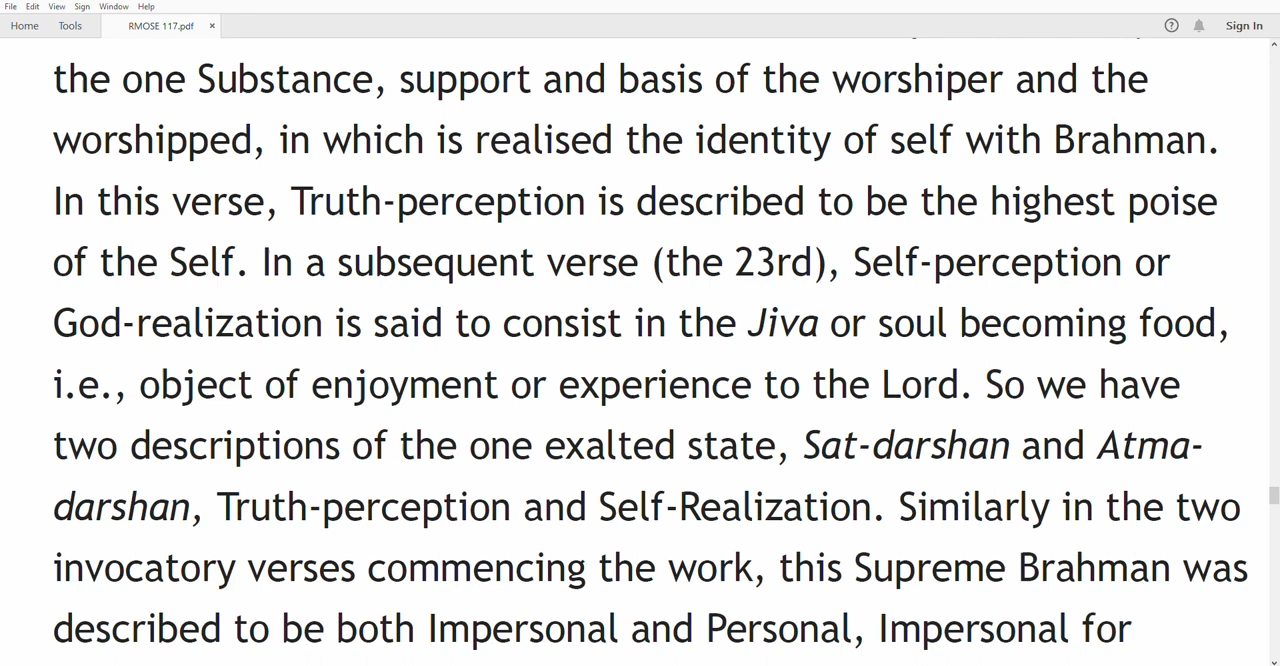 File Edit View Sign Window Help
Home Tools RMOSE 117.pdf × ? Sign In
the one Substance, support and basis of the worshiper and the
worshipped, in which is realised the identity of self with Brahman.
In this verse, Truth-perception is described to be the highest poise
of the Self. In a subsequent verse (the 23rd), Self-perception or
God-realization is said to consist in the Jiva or soul becoming food,
i.e., object of enjoyment or experience to the Lord. So we have
two descriptions of the one exalted state, Sat-darshan and Atma-
darshan, Truth-perception and Self-Realization. Similarly in the two
invocatory verses commencing the work, this Supreme Brahman was
described to be both Impersonal and Personal, Impersonal for